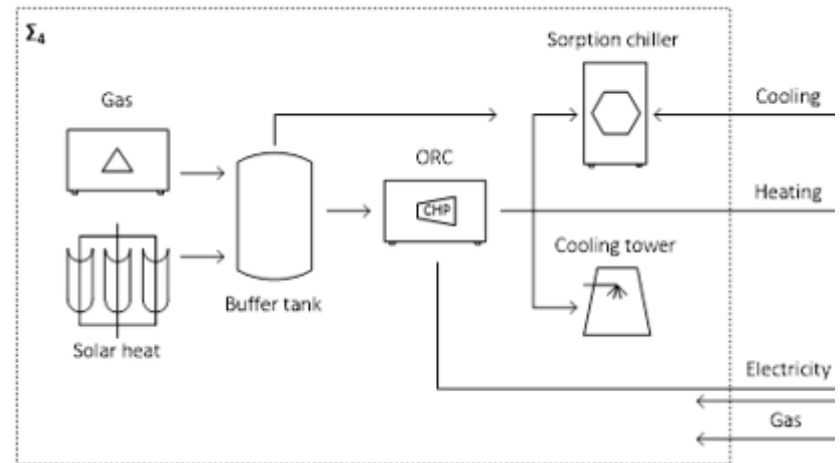 Σ₄
Sorption chiller
Gas
Cooling
ORC
CHP
Heating
Cooling tower
Buffer tank
Solar heat
Electricity
Gas